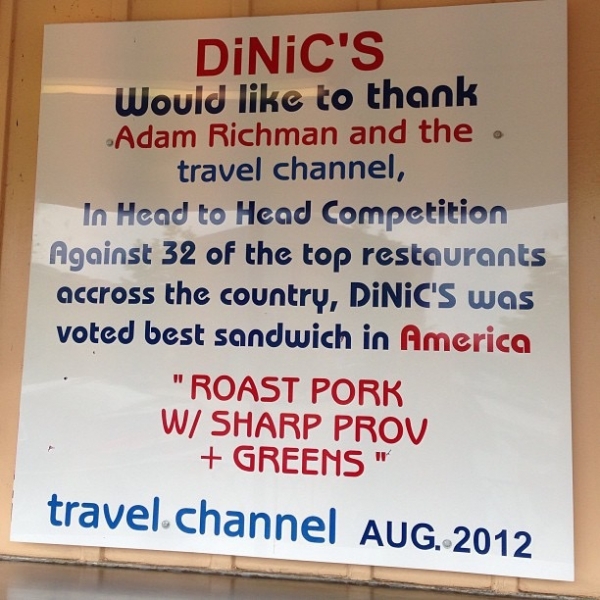 DiNiC'S
Would like to thank
Adam Richman and the
travel channel,
In Head to Head Competition
Against 32 of the top restaurants
accross the country, DiNiC'S was
voted best sandwich in America
"ROAST PORK
W/ SHARP PROV
+ GREENS"
travel channel AUG. 2012